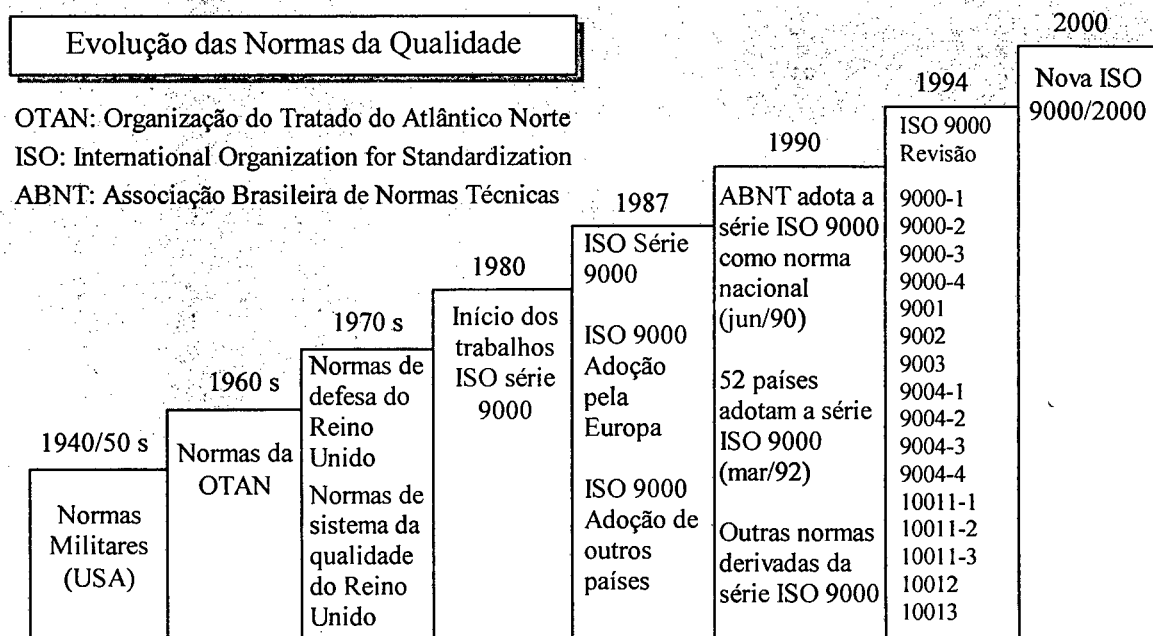 Evolução das Normas da Qualidade
OTAN: Organização do Tratado do Atlântico Norte
ISO: International Organization for Standardization
ABNT: Associação Brasileira de Normas Técnicas
1940/50 s
Normas
Militares
(USA)
1960 s
Normas da
OTAN
1970 s
Normas de
defesa do
Reino
Unido
Normas de
sistema da
qualidade
do Reino
Unido
1980
Início dos
trabalhos
ISO série
9000
1987
ISO Série
9000
ISO 9000
Adoção
pela
Europa
ISO 9000
Adoção de
outros
países
1990
ABNT adota a
série ISO 9000
como norma
nacional
(jun/90)
52 países
adotam a série
ISO 9000
(mar/92)
Outras normas
derivadas da
série ISO 9000
1994
ISO 9000
Revisão
9000-1
9000-2
9000-3
9000-4
9001
9002
9003
9004-1
9004-2
9004-3
9004-4
10011-1
10011-2
10011-3
10012
10013
2000
Nova ISO
9000/2000